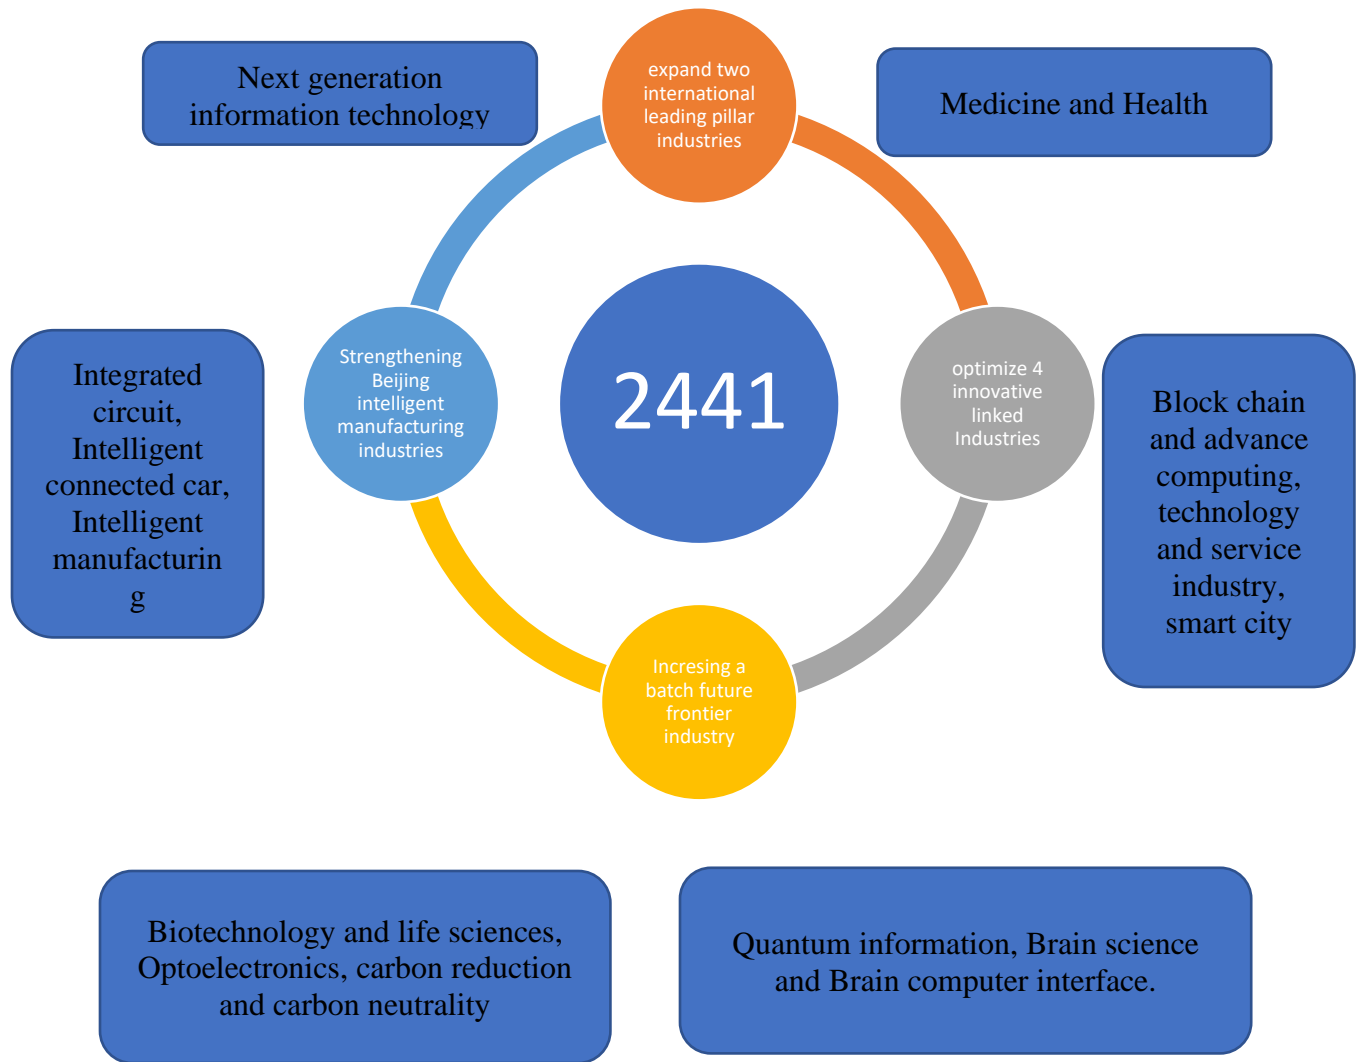 Next generation
information technology
expand two
international
leading pillar
industries
Medicine and Health
Strengthening
Beijing
intelligent
manufacturing
industries
2441
optimize 4
innovative
linked
Industries
Integrated
circuit,
Intelligent
connected car,
Intelligent
manufacturin
g
Block chain
and advance
computing,
technology
and service
industry,
smart city
Incresing a
batch future
frontier
industry
Biotechnology and life sciences,
Optoelectronics, carbon reduction
and carbon neutrality
Quantum information, Brain science
and Brain computer interface.